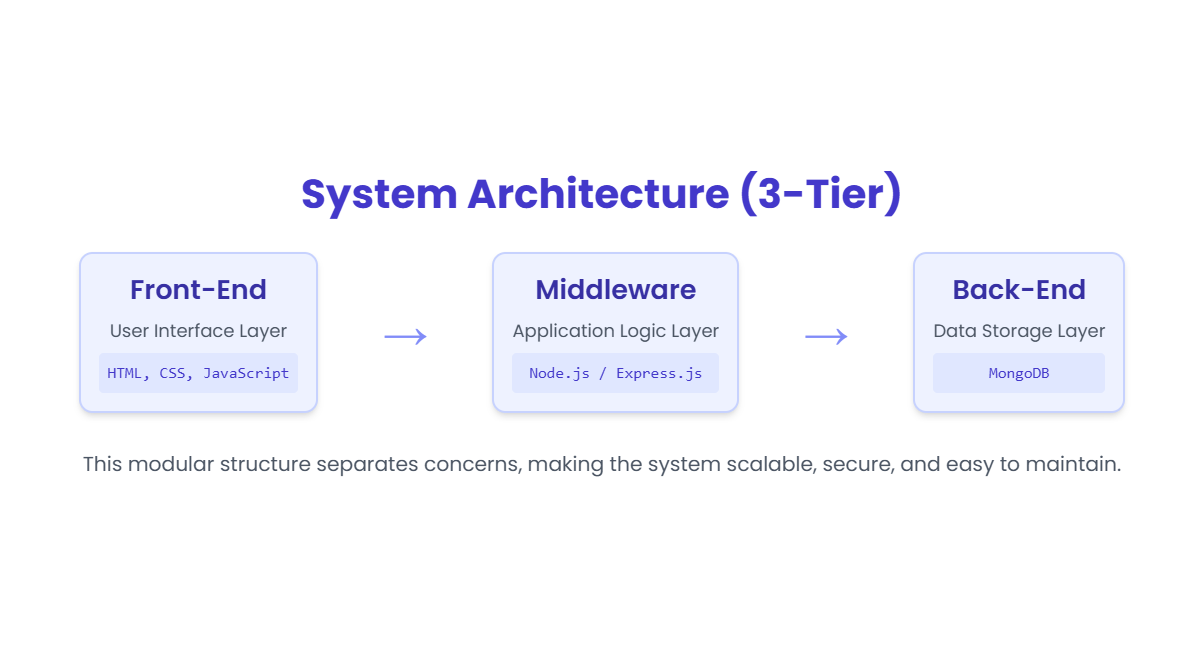 System Architecture (3-Tier)
Front-End
User Interface Layer
HTML, CSS, JavaScript
→
Middleware
Application Logic Layer
Node.js / Express.js
→
Back-End
Data Storage Layer
MongoDB
This modular structure separates concerns, making the system scalable, secure, and easy to maintain.